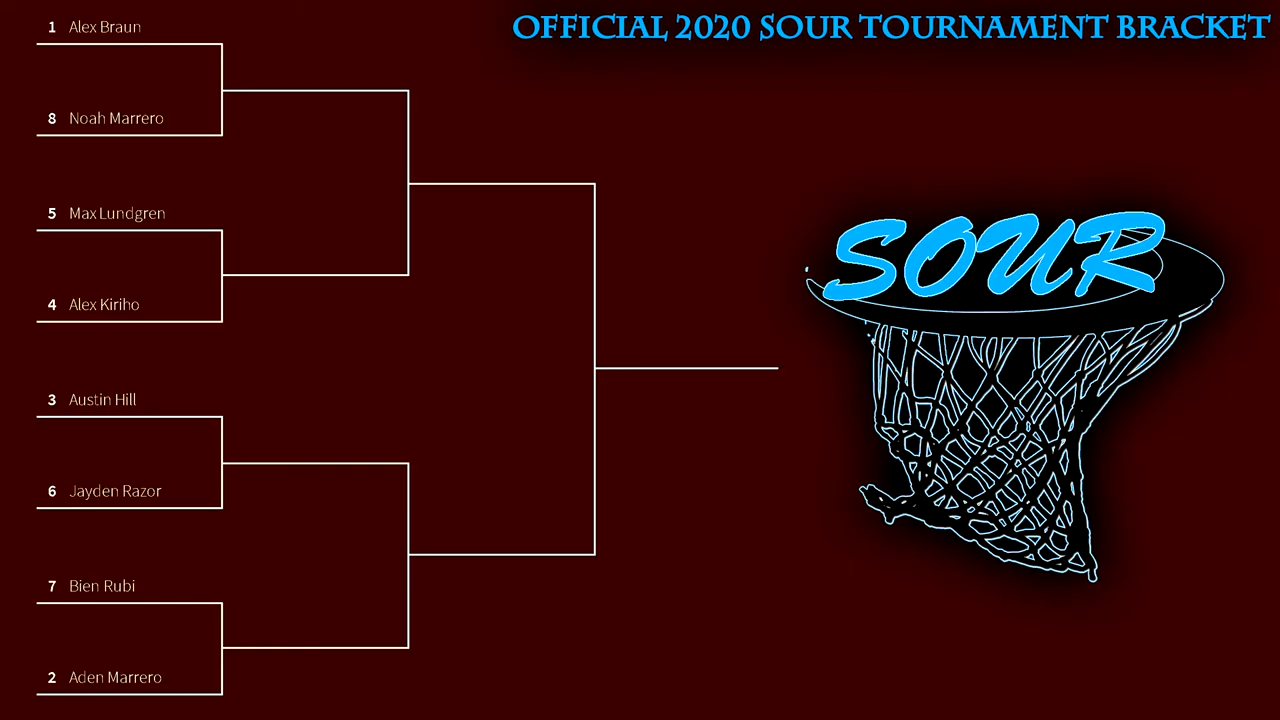 OFFICIAL 2020 SOUR TOURNAMENT BRACKET
1 Alex Braun
8 Noah Marrero
5 Max Lundgren
4 Alex Kiriho
3 Austin Hill
6 Jayden Razor
7 Bien Rubi
2 Aden Marrero
SOUR